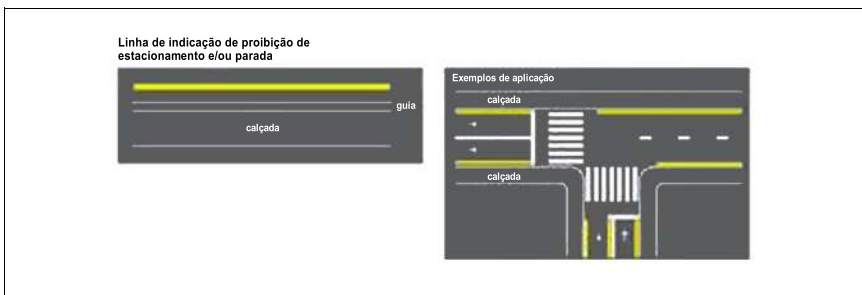 Linha de indicação de proibição de
estacionamento e/ou parada
guia
calçada
Exemplos de aplicação
calçada
calçada